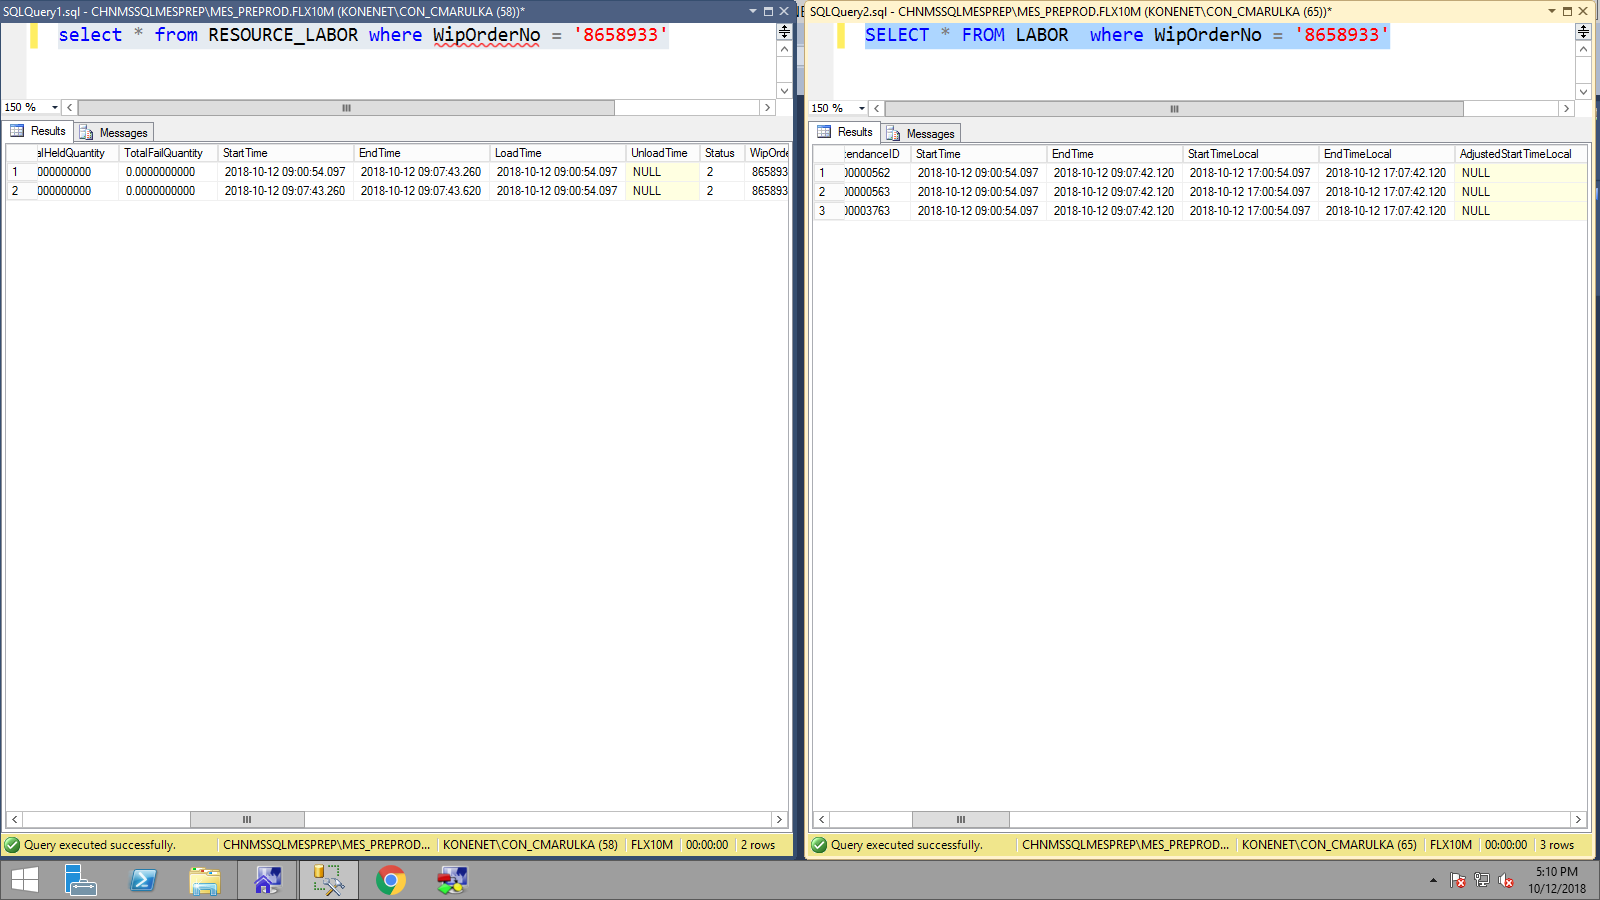 SQLQuery1.sql - CHNMSSQLMESPREP\MES_PREPROD.FLX10M (KONENET\CON_CMARULKA (58))*
select * from RESOURCE_LABOR where WipOrderNo = '8658933'
150 %
Results Messages
alHeldQuantity TotalFailQuantity StartTime EndTime LoadTime UnloadTime Status WipOrde
1 000000000 0.0000000000 2018-10-12 09:00:54.097 2018-10-12 09:07:43.260 2018-10-12 09:00:54.097 NULL 2 865893
2 000000000 0.0000000000 2018-10-12 09:07:43.260 2018-10-12 09:07:43.620 2018-10-12 09:00:54.097 NULL 2 865893
Query executed successfully. CHNMSSQLMESPREP\MES_PREPROD... KONENET\CON_CMARULKA (58) FLX10M 00:00:00 2 rows
SQLQuery2.sql - CHNMSSQLMESPREP\MES_PREPROD.FLX10M (KONENET\CON_CMARULKA (65))*
SELECT * FROM LABOR where WipOrderNo = '8658933'
150 %
Results Messages
tendanceID StartTime EndTime StartTimeLocal EndTimeLocal AdjustedStartTimeLocal
1 00000562 2018-10-12 09:00:54.097 2018-10-12 09:07:42.120 2018-10-12 17:00:54.097 2018-10-12 17:07:42.120 NULL
2 00000563 2018-10-12 09:00:54.097 2018-10-12 09:07:42.120 2018-10-12 17:00:54.097 2018-10-12 17:07:42.120 NULL
3 00003763 2018-10-12 09:00:54.097 2018-10-12 09:07:42.120 2018-10-12 17:00:54.097 2018-10-12 17:07:42.120 NULL
Query executed successfully. CHNMSSQLMESPREP\MES_PREPROD... KONENET\CON_CMARULKA (65) FLX10M 00:00:00 3 rows
5:10 PM
10/12/2018